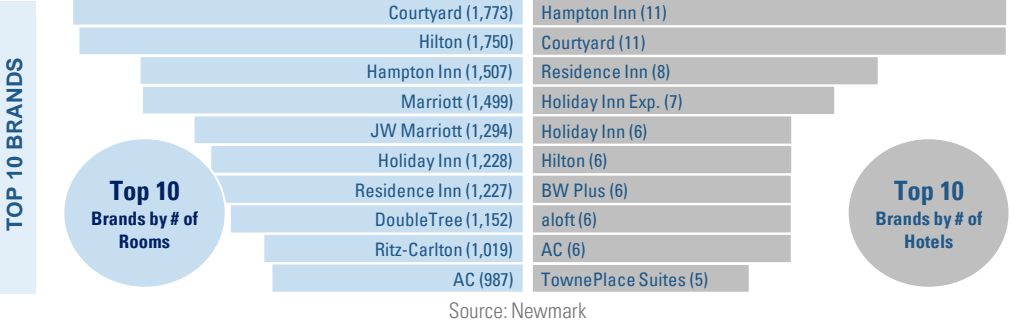 TOP 10 BRANDS
Courtyard (1,773)
Hilton (1,750)
Hampton Inn (1,507)
Marriott (1,499)
JW Marriott (1,294)
Holiday Inn (1,228)
Residence Inn (1,227)
DoubleTree (1,152)
Ritz-Carlton (1,019)
AC (987)
Top 10
Brands by # of
Rooms
Hampton Inn (11)
Courtyard (11)
Residence Inn (8)
Holiday Inn Exp. (7)
Holiday Inn (6)
Hilton (6)
BW Plus (6)
aloft (6)
AC (6)
TownePlace Suites (5)
Top 10
Brands by # of
Hotels
Source: Newmark